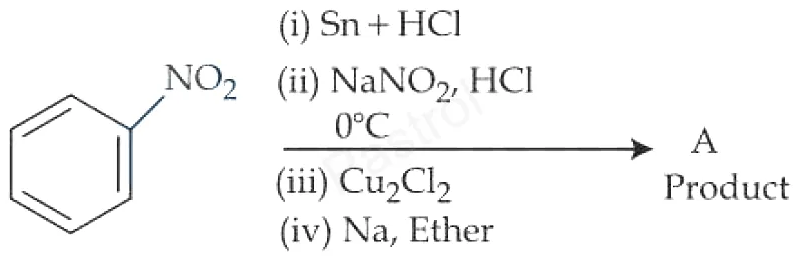 (i) Sn + HCl
NO₂ (ii) NaNO₂, HCl
0°C
A
(iii) Cu₂Cl₂
Product
(iv) Na, Ether